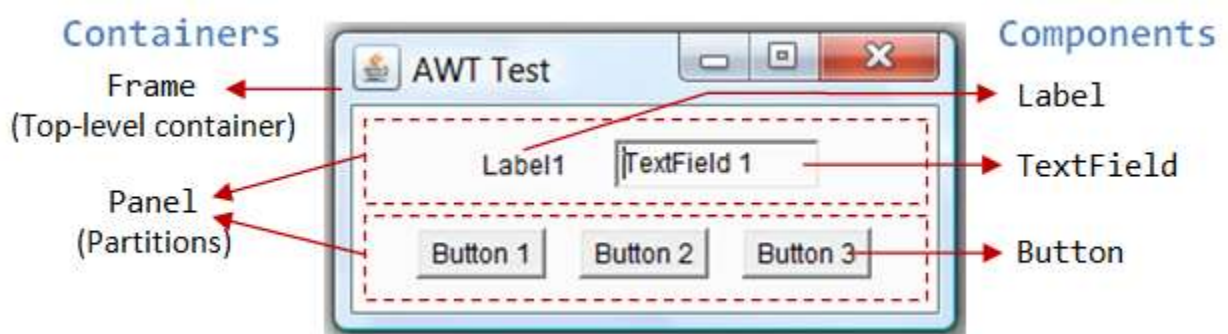 Containers
Components
Frame
(Top-level container)
AWT Test
Label
Label1
TextField 1
TextField
Panel
(Partitions)
Button 1
Button 2
Button 3
Button